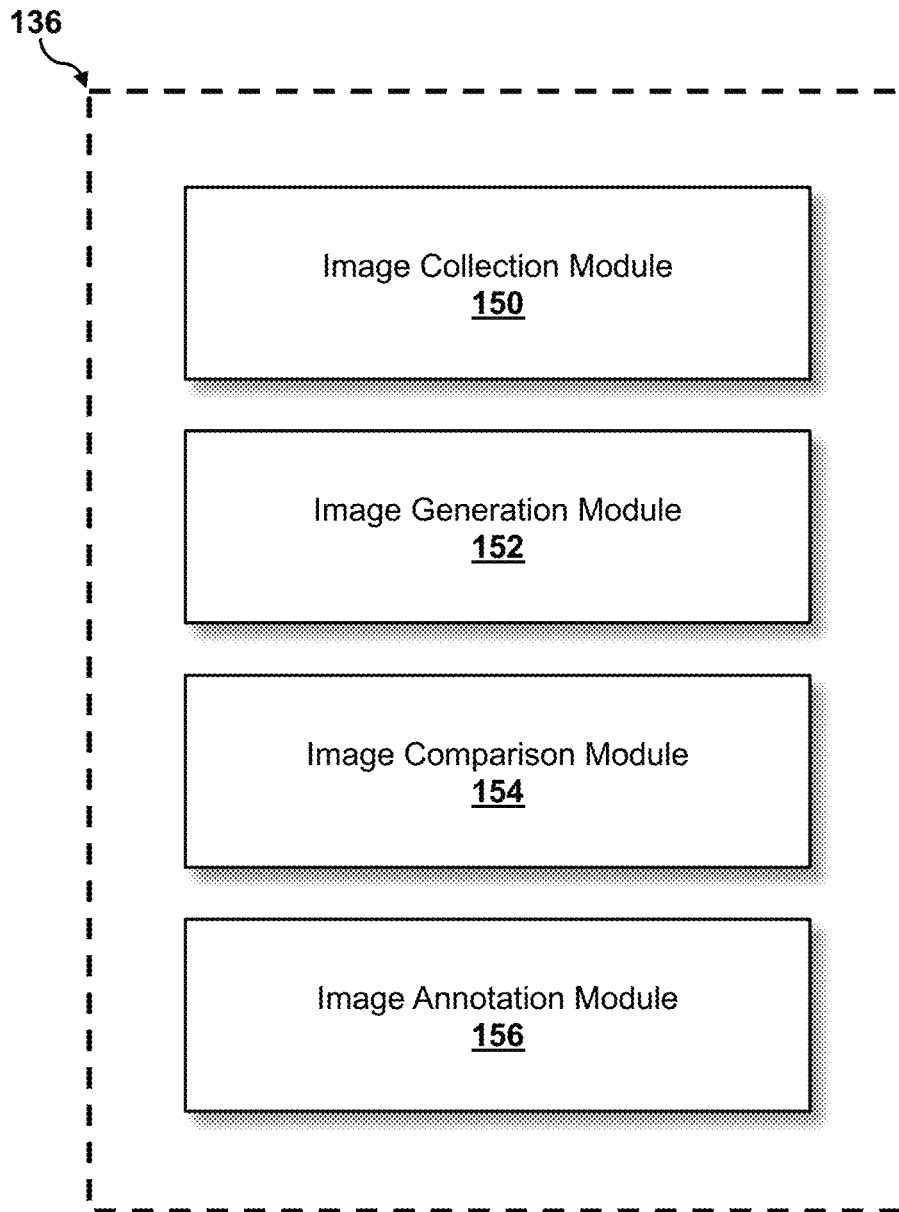 136
Image Collection Module
150
Image Generation Module
152
Image Comparison Module
154
Image Annotation Module
156